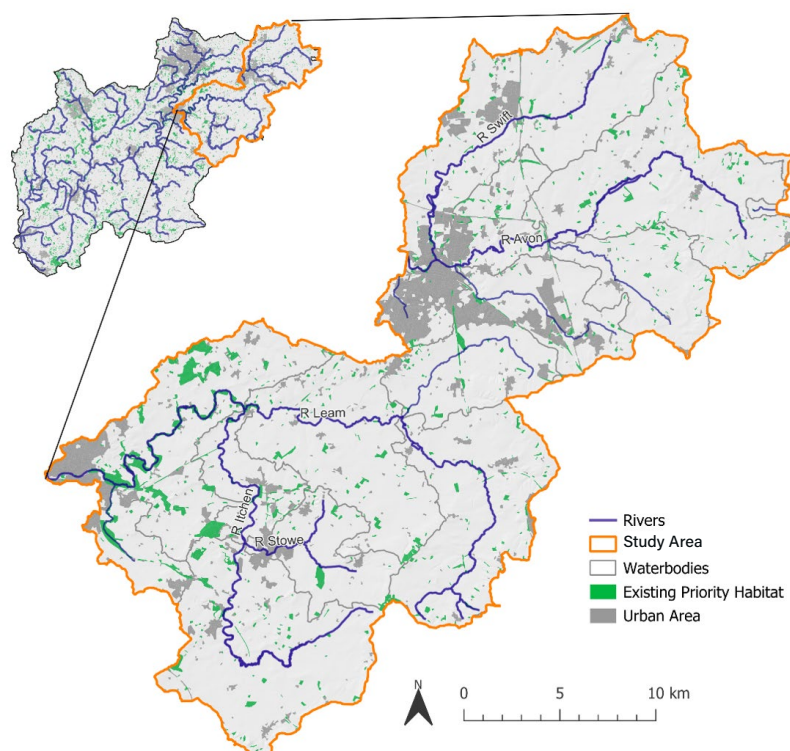 R Swift
R Avon
R Leam
R Itchen
R Stowe
Rivers
Study Area
Waterbodies
Existing Priority Habitat
Urban Area
N
0 5 10 km